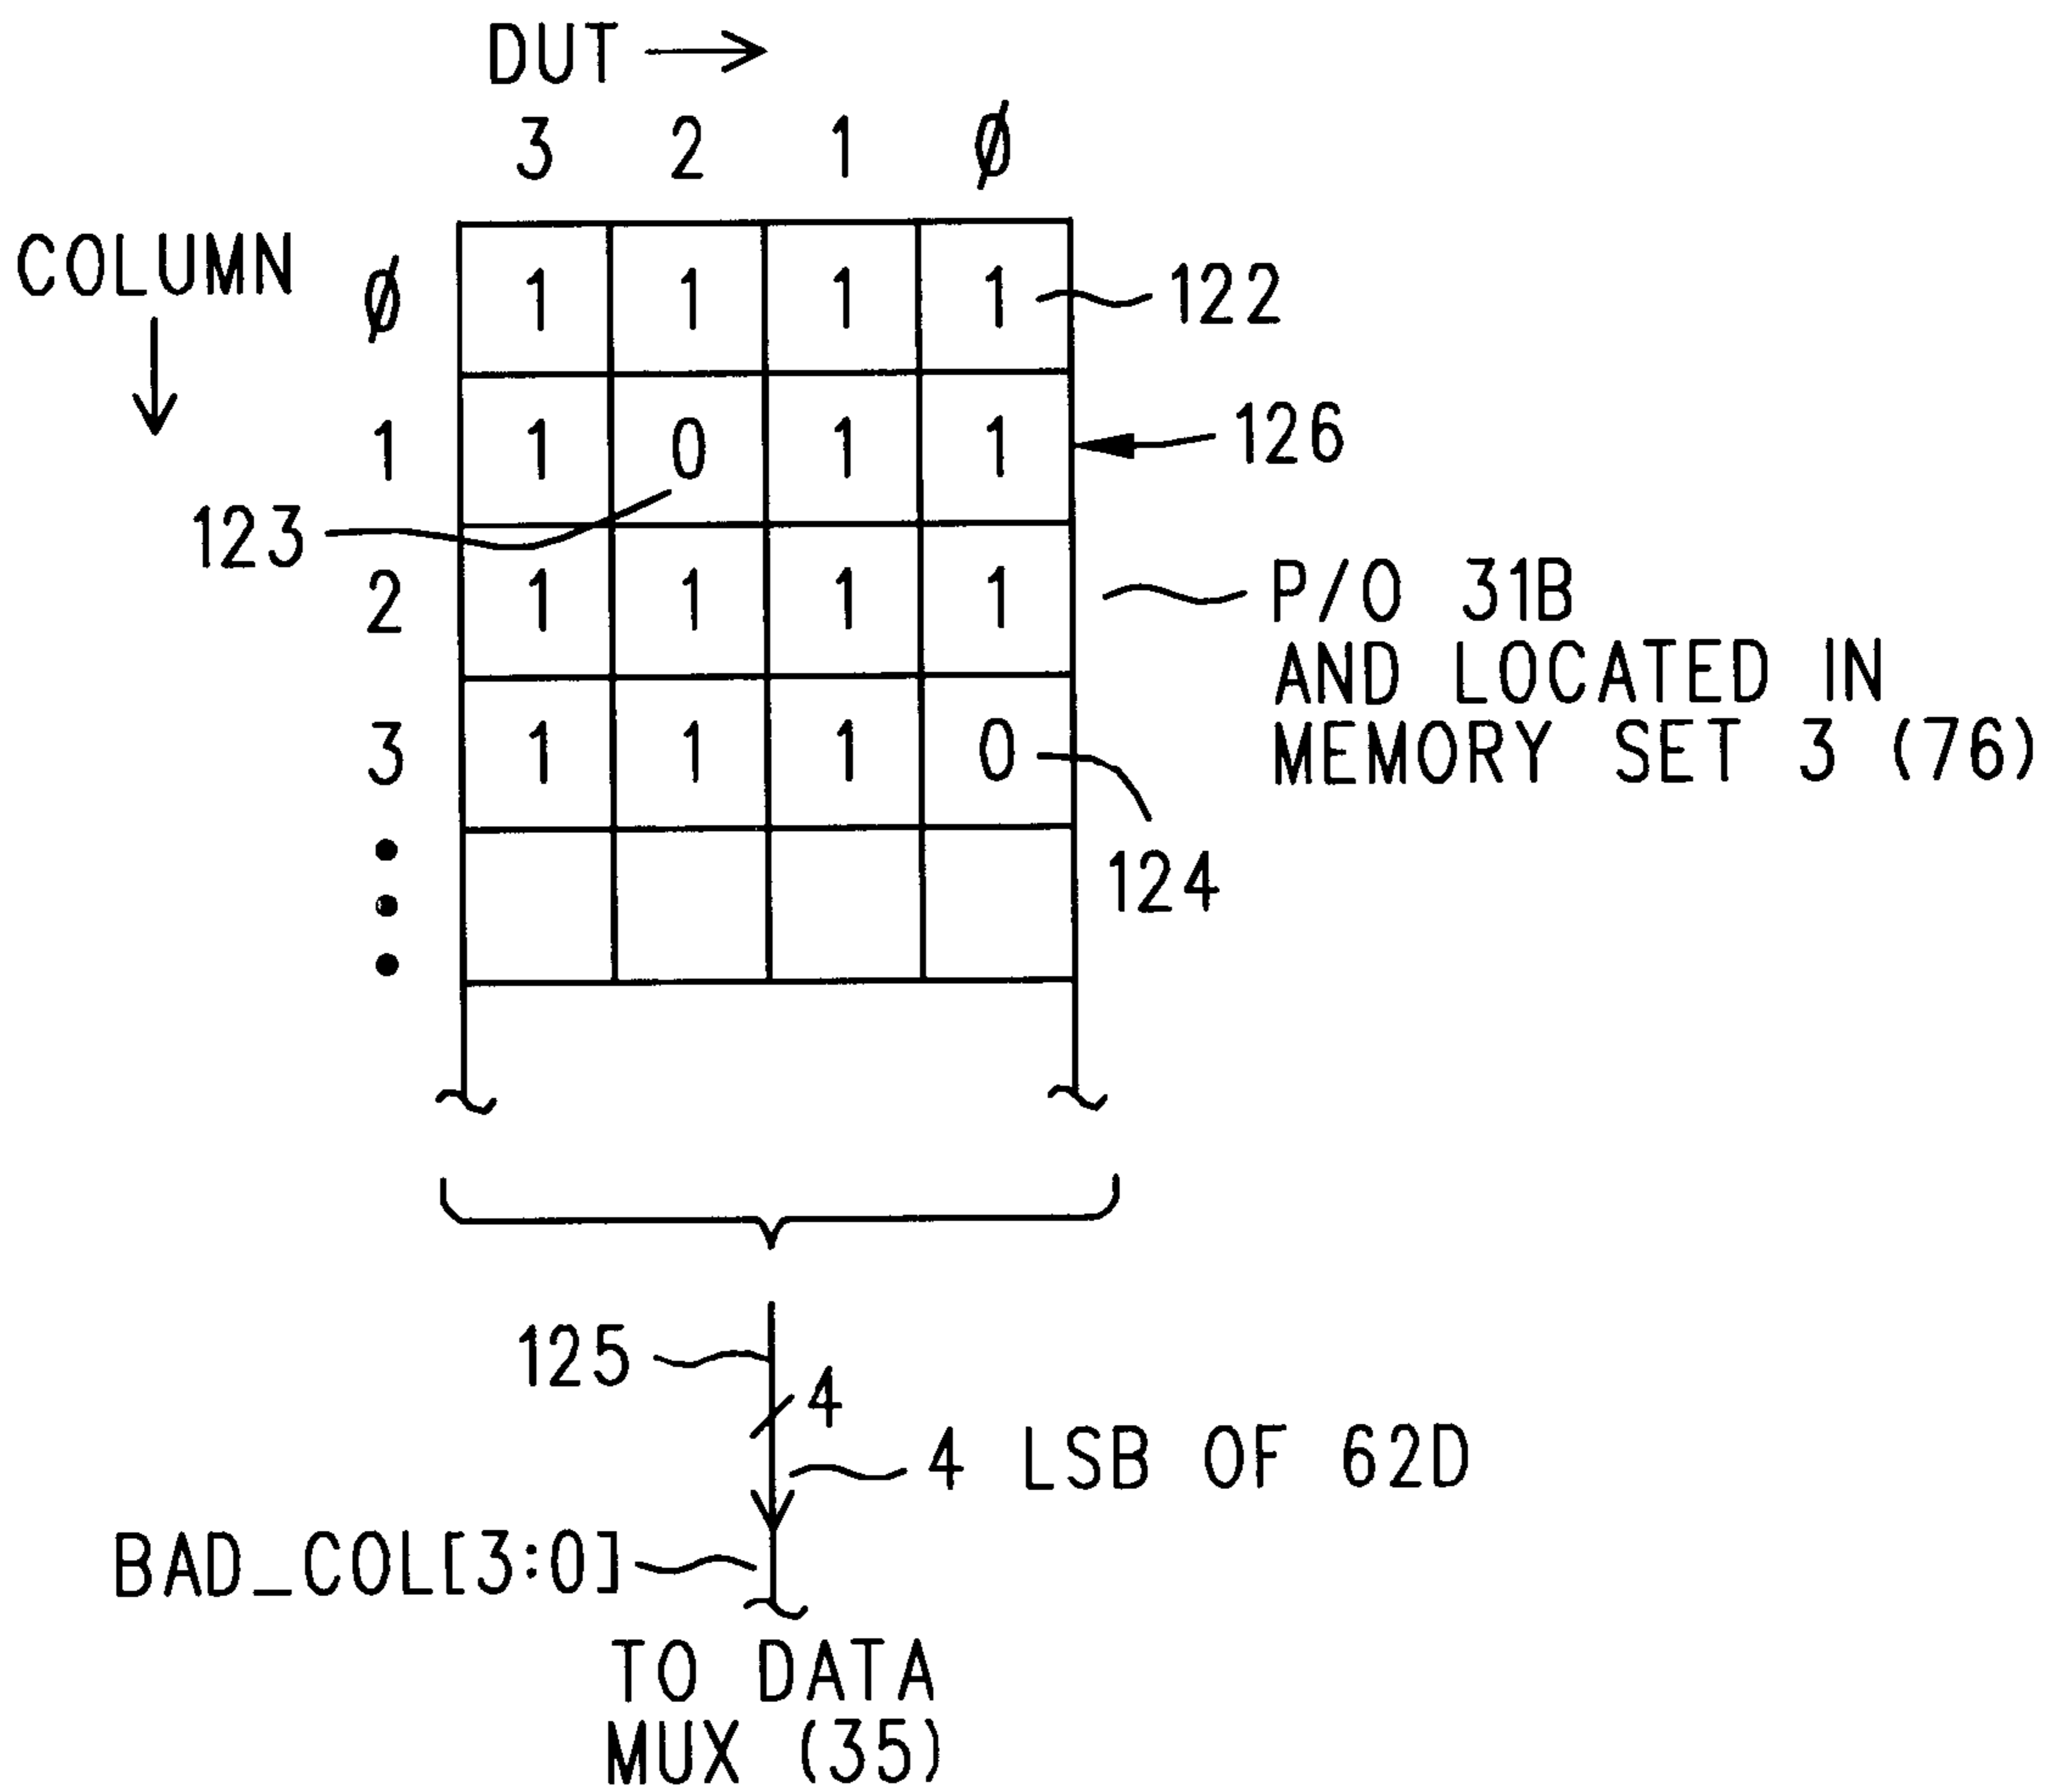 DUT
3 2 1 Ø
COLUMN
Ø 1 1 1 1 122
1 1 0 1 1 126
123
2 1 1 1 1 P/O 31B
AND LOCATED IN
MEMORY SET 3 (76)
3 1 1 1 0
124
125
4
4 LSB OF 62D
BAD_COL[3:0]
TO DATA
MUX (35)